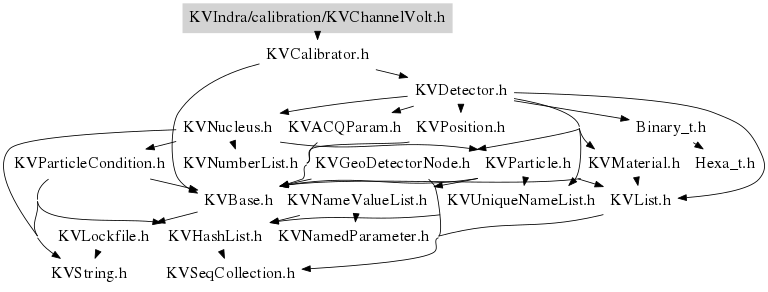 KVIndra/calibration/KVChannelVolt.h
KVCalibrator.h
KVDetector.h
KVNucleus.h KVACQParam.h KVPosition.h Binary_t.h
KVParticleCondition.h KVNumberList.h KVGeoDetectorNode.h KVParticle.h KVMaterial.h Hexa_t.h
KVBase.h KVNameValueList.h KVUniqueNameList.h KVList.h
KVLockfile.h KVHashList.h KVNamedParameter.h
KVString.h KVSeqCollection.h